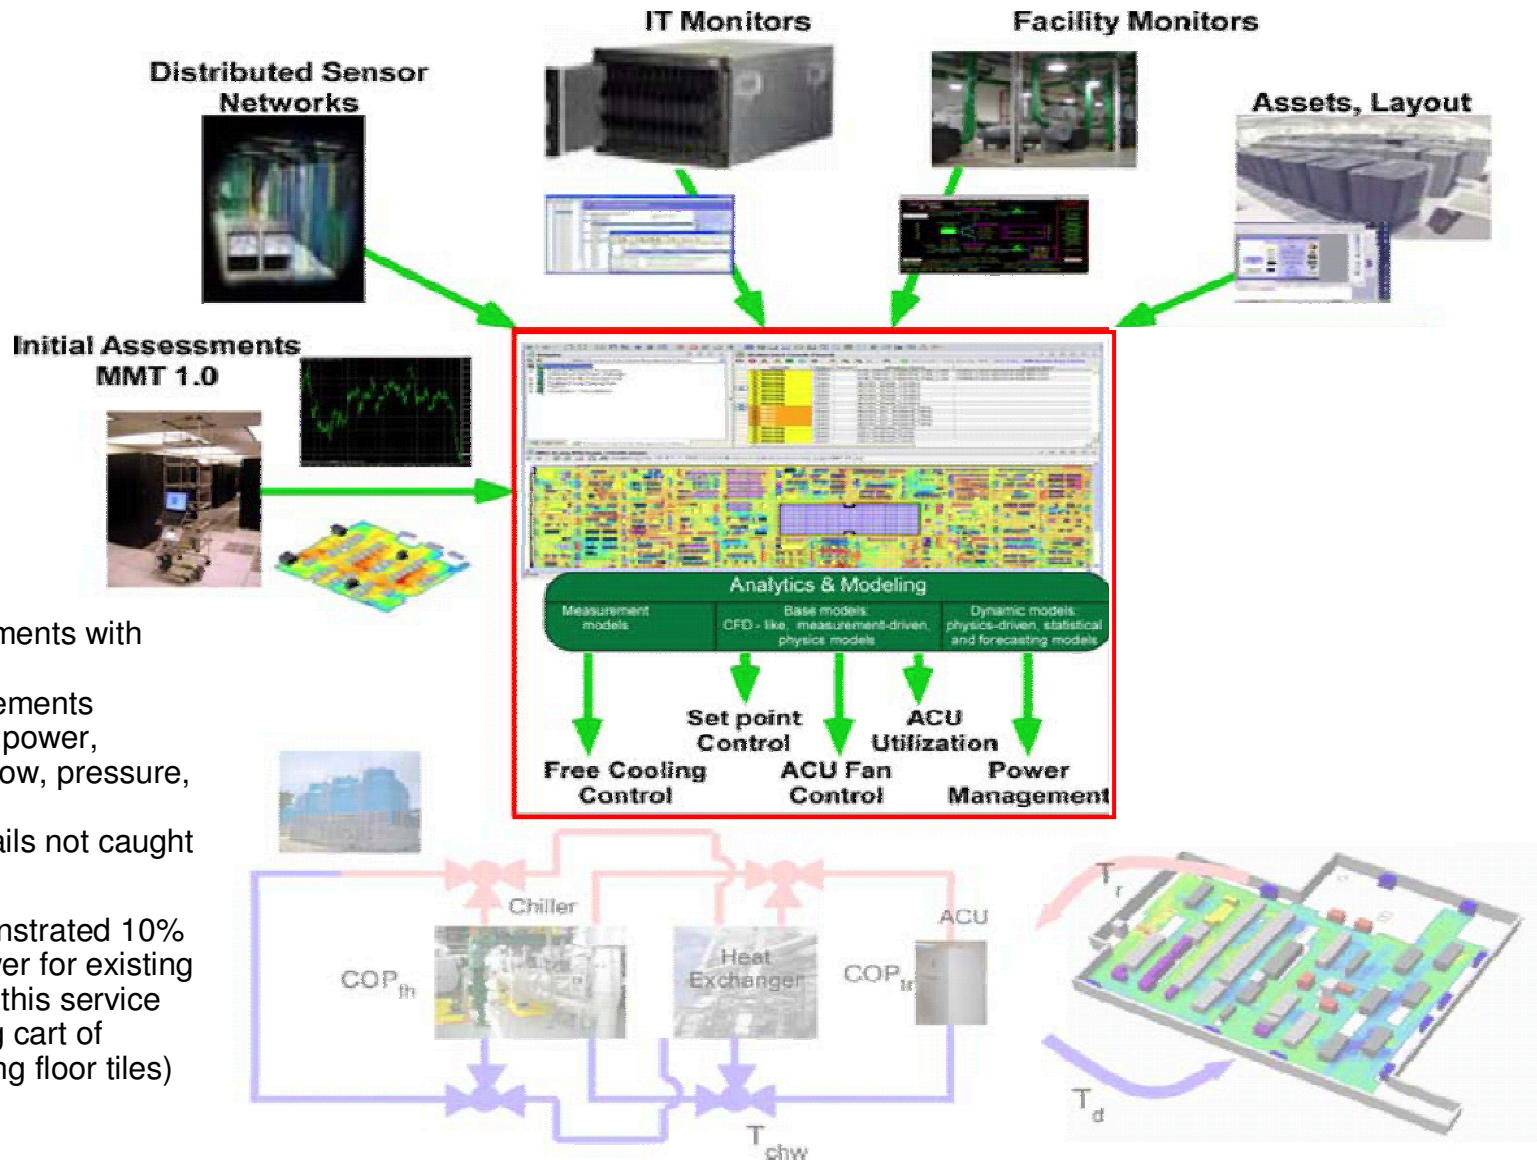 IT Monitors
Facility Monitors
Distributed Sensor
Networks
Assets, Layout
Initial Assessments
MMT 1.0
Analytics & Modeling
Measurement
models
Base models
CFD - like, measurement-driven,
physics models
Dynamic models
physics-driven, statistical
and forecasting models
Set point
Control
ACU
Utilization
Free Cooling
Control
ACU Fan
Control
Power
Management
ments with
ements
power,
ow, pressure,
ails not caught
nstrated 10%
wer for existing
this service
g cart of
ng floor tiles)
Chiller
COP
Heat
Exchanger
ACU
COP
T chw
T r
T d